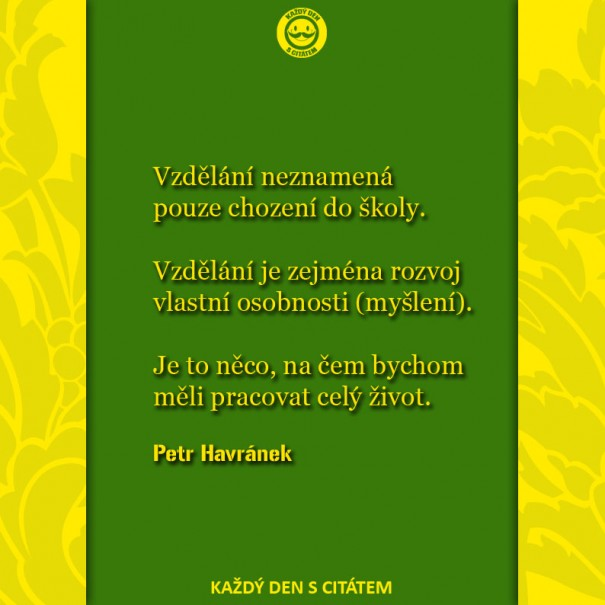 KAŽDÝ DEN
S CITÁTEM
Vzdělání neznamená
pouze chození do školy.
Vzdělání je zejména rozvoj
vlastní osobnosti (myšlení).
Je to něco, na čem bychom
měli pracovat celý život.
Petr Havránek
KAŽDÝ DEN S CITÁTEM